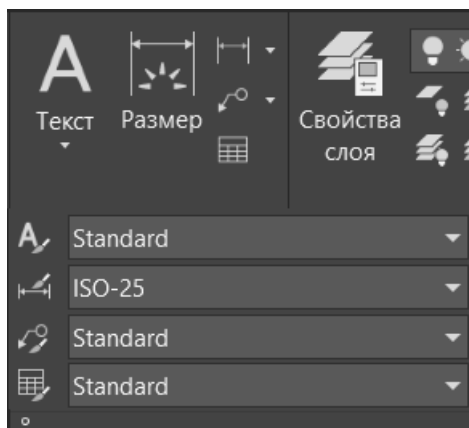 Текст
Размер
Свойства
слоя
Standard
ISO-25
Standard
Standard